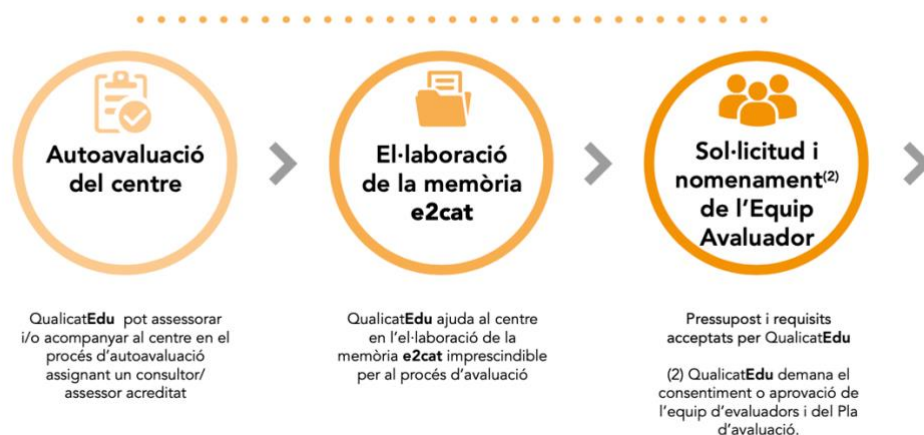 Autoavaluació
del centre
El·laboració
de la memòria
e2cat
Sol·licitud i
nomenament(2)
de l'Equip
Avaluador
QualicatEdu pot assessorar
i/o acompanyar al centre en el
procés d'autoavaluació
assignant un consultor/
assessor acreditat
QualicatEdu ajuda al centre
en l'el·laboració de la
memòria e2cat imprescindible
per al procés d'avaluació
Pressupost i requisits
acceptats per QualicatEdu
(2) QualicatEdu demana el
consentiment o aprovació de
l'equip d'evaluadors i del Pla
d'avaluació.